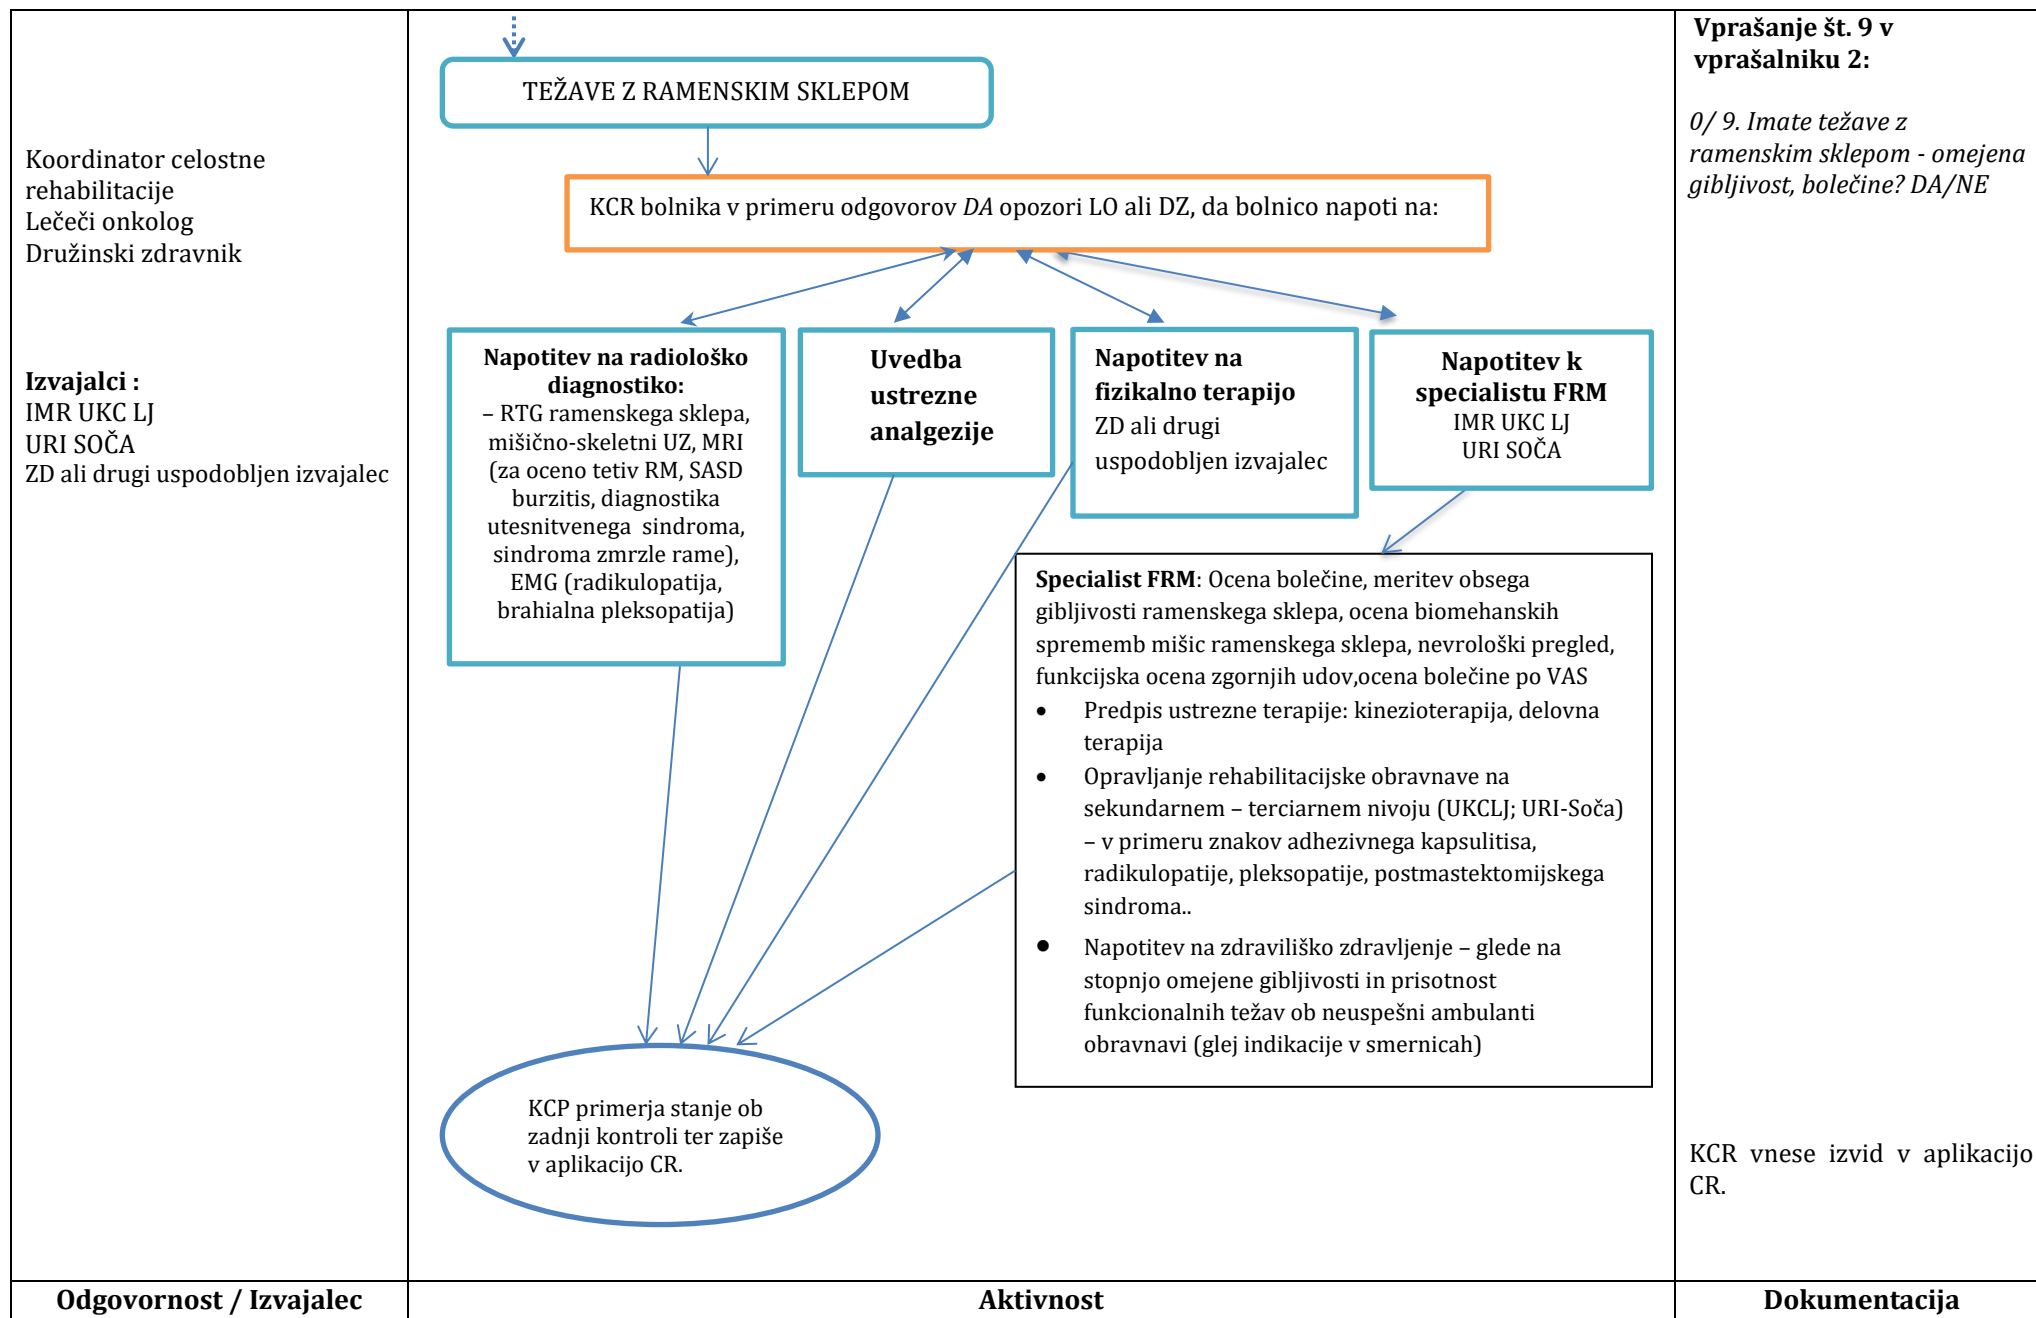 Koordinator celostne
rehabilitacije
Lečeči onkolog
Družinski zdravnik
Izvajalci :
IMR UKC LJ
URI SOČA
ZD ali drugi uspodobljen izvajalec
TEŽAVE Z RAMENSKIM SKLEPOM
KCR bolnika v primeru odgovorov DA opozori LO ali DZ, da bolnico napoti na:
Napotitev na radiološko
diagnostiko:
– RTG ramenskega sklepa,
mišično-skeletni UZ, MRI
(za oceno tetiv RM, SASD
burzitis, diagnostika
utesnitvenega sindroma,
sindroma zmrzle rame),
EMG (radikulopatija,
brahialna pleksopatija)
Uvedba
ustrezne
analgezije
Napotitev na
fizikalno terapijo
ZD ali drugi
uspodobljen izvajalec
Napotitev k
specialistu FRM
IMR UKC LJ
URI SOČA
Specialist FRM: Ocena bolečine, meritev obsega
gibljivosti ramenskega sklepa, ocena biomehanskih
sprememb mišic ramenskega sklepa, nevrološki pregled,
funkcijska ocena zgornjih udov,ocena bolečine po VAS
• Predpis ustrezne terapije: kinezioterapija, delovna
terapija
• Opravljanje rehabilitacijske obravnave na
sekundarnem – terciarnem nivoju (UKCLJ; URI-Soča)
– v primeru znakov adhezivnega kapsulitisa,
radikulopatije, pleksopatije, postmastektomijskega
sindroma..
• Napotitev na zdraviliško zdravljenje – glede na
stopnjo omejene gibljivosti in prisotnost
funkcionalnih težav ob neuspešni ambulanti
obravnavi (glej indikacije v smernicah)
KCP primerja stanje ob
zadnji kontroli ter zapiše
v aplikacijo CR.
Vprašanje št. 9 v
vprašalniku 2:
0/ 9. Imate težave z
ramenskim sklepom - omejena
gibljivost, bolečine? DA/NE
KCR vnese izvid v aplikacijo
CR.
Odgovornost / Izvajalec
Aktivnost
Dokumentacija